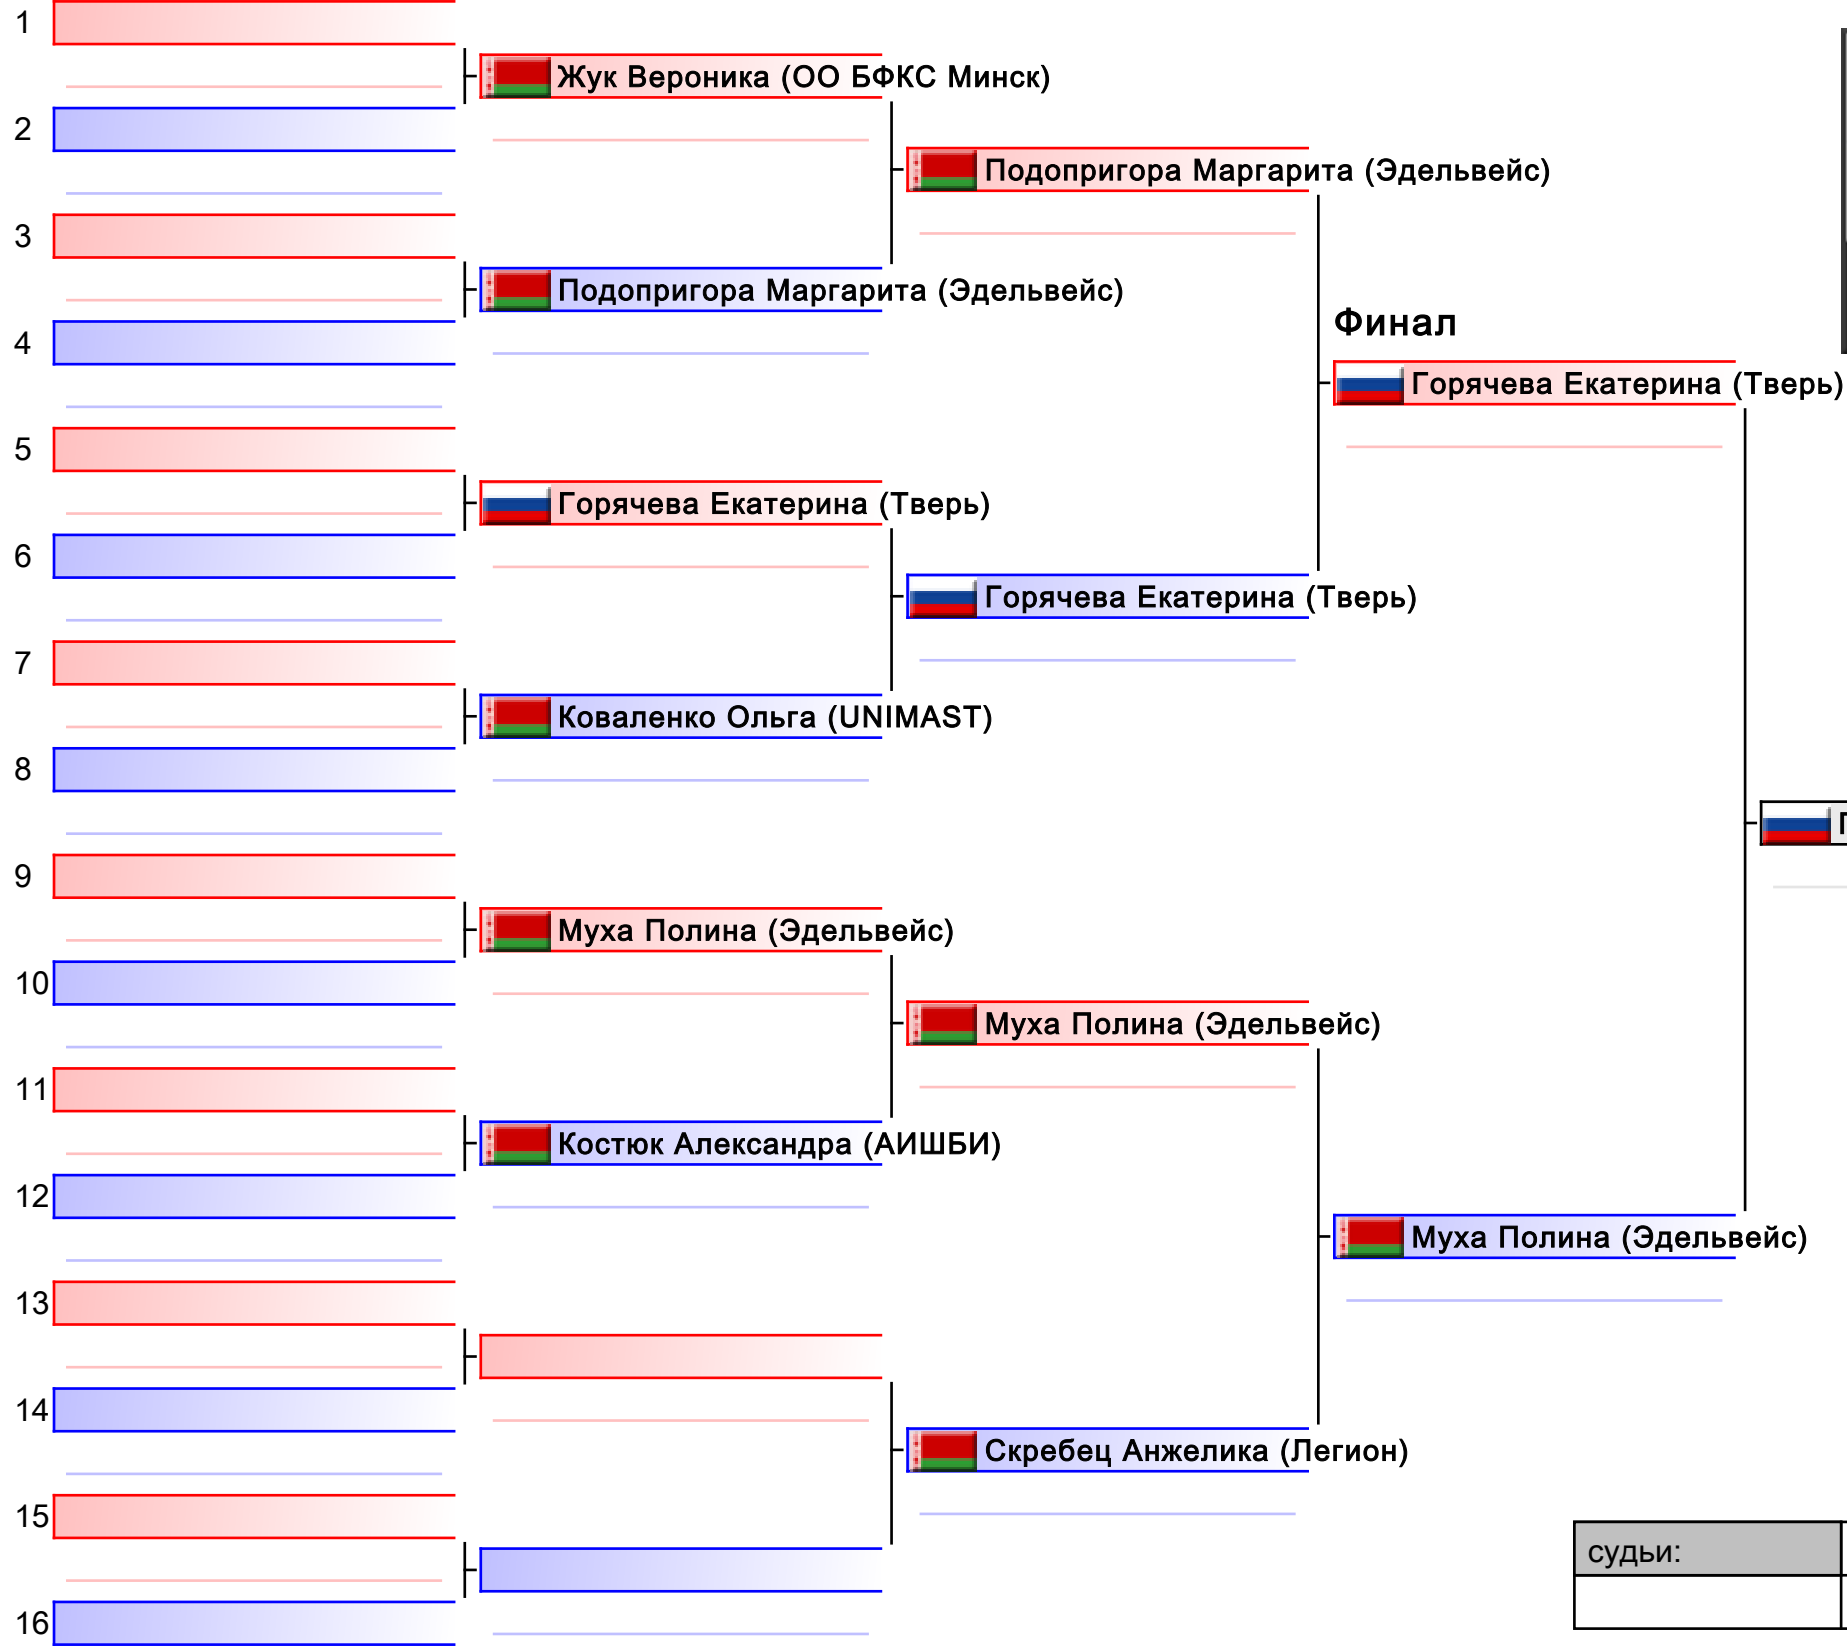 1
Жук Вероника (ОО БФКС Минск)
2
Подопригора Маргарита (Эдельвейс)
3
Подопригора Маргарита (Эдельвейс)
Финал
4
Горячева Екатерина (Тверь)
5
Горячева Екатерина (Тверь)
6
Горячева Екатерина (Тверь)
7
Коваленко Ольга (UNIMAST)
8
9
Муха Полина (Эдельвейс)
10
Муха Полина (Эдельвейс)
11
Костюк Александра (АИШБИ)
12
Муха Полина (Эдельвейс)
13
14
Скребец Анжелика (Легион)
15
судьи:
16